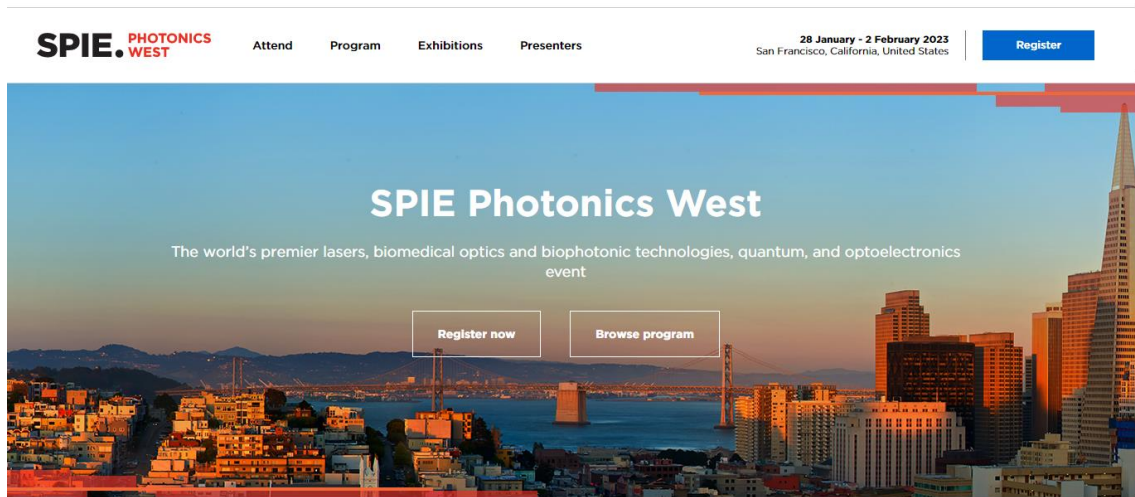 SPIE. PHOTONICS WEST
Attend Program Exhibitions Presenters
28 January - 2 February 2023
San Francisco, California, United States
Register
SPIE Photonics West
The world's premier lasers, biomedical optics and biophotonic technologies, quantum, and optoelectronics
event
Register now
Browse program